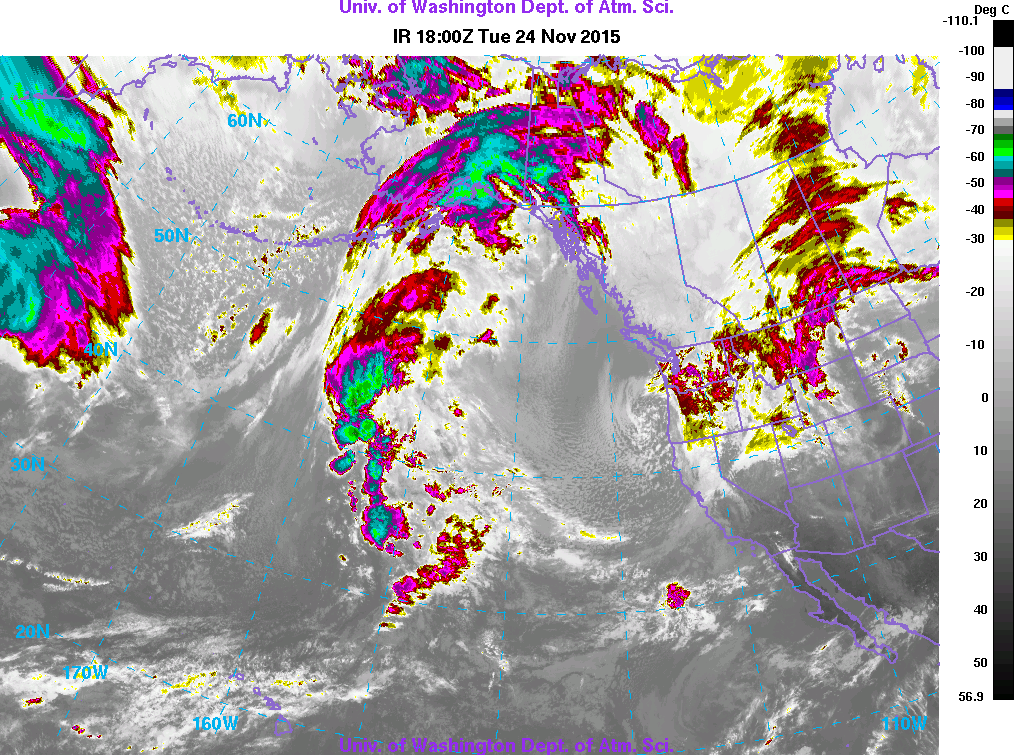 Univ. of Washington Dept. of Atm. Sci.
IR 18:00Z Tue 24 Nov 2015
Deg C
-110.1
-100
-90
-80
-70
-60
-50
-40
-30
-20
-10
0
10
20
30
40
50
56.9
60N
50N
40N
30N
20N
170W
160W
110W
Univ. of Washington Dept. of Atm. Sci.